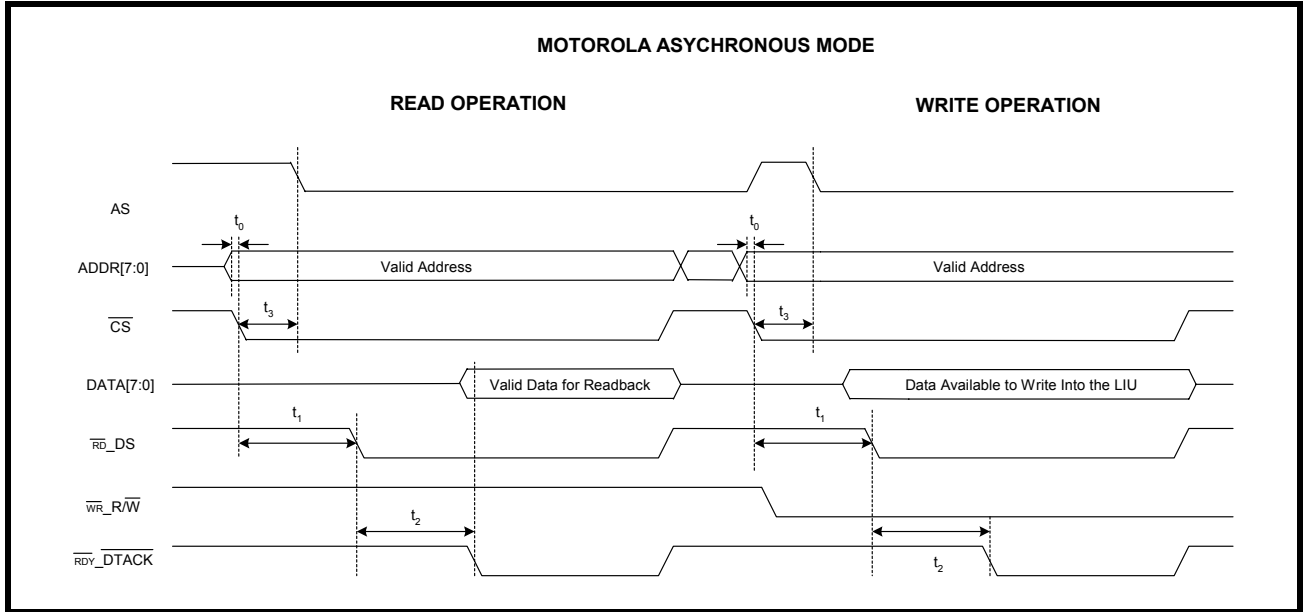 MOTOROLA ASYCHRONOUS MODE
READ OPERATION
WRITE OPERATION
AS
t0
t0
ADDR[7:0]
Valid Address
Valid Address
CS
t3
t3
DATA[7:0]
Valid Data for Readback
Data Available to Write Into the LIU
t1
t1
RD_DS
WR_R/W
t2
RDY_DTACK
t2